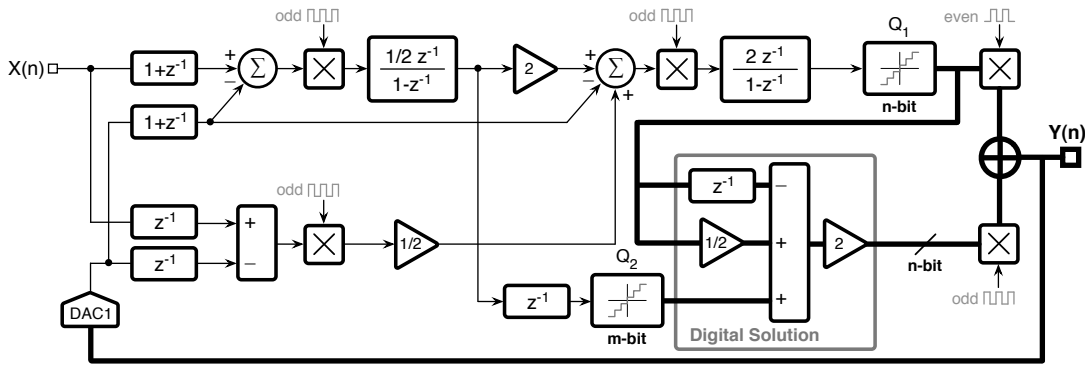 odd
odd
even
Q1
X(n)
1+z-1
+
−
Σ
×
1/2 z-1
1-z-1
2
+
−
+
Σ
×
2 z-1
1-z-1
n-bit
×
1+z-1
Y(n)
odd
z-1
+
z-1
−
×
1/2
z-1
−
1/2
+
2
n-bit
×
odd
Q2
DAC1
z-1
m-bit
+
Digital Solution